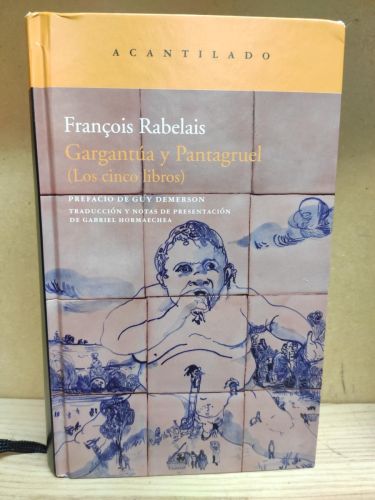 ACANTILADO
François Rabelais
Gargantúa y Pantagruel
(Los cinco libros)
PREFACIO DE GUY DEMERSON
TRADUCCIÓN Y NOTAS DE PRESENTACIÓN
DE GABRIEL HORMAECHEA